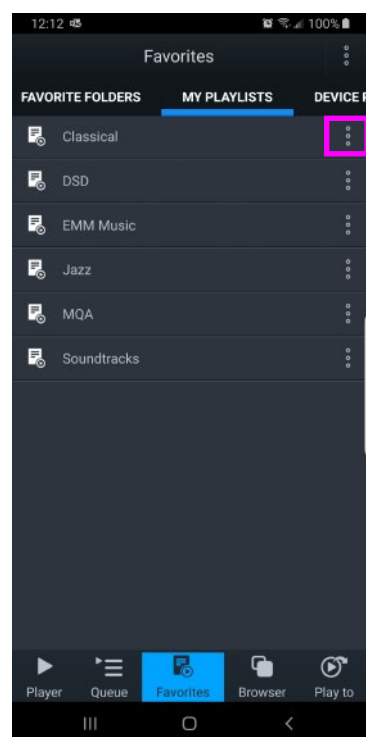 12:12 100%
Favorites
FAVORITE FOLDERS MY PLAYLISTS DEVICE
Classical
DSD
EMM Music
Jazz
MQA
Soundtracks
Player Queue Favorites Browser Play to